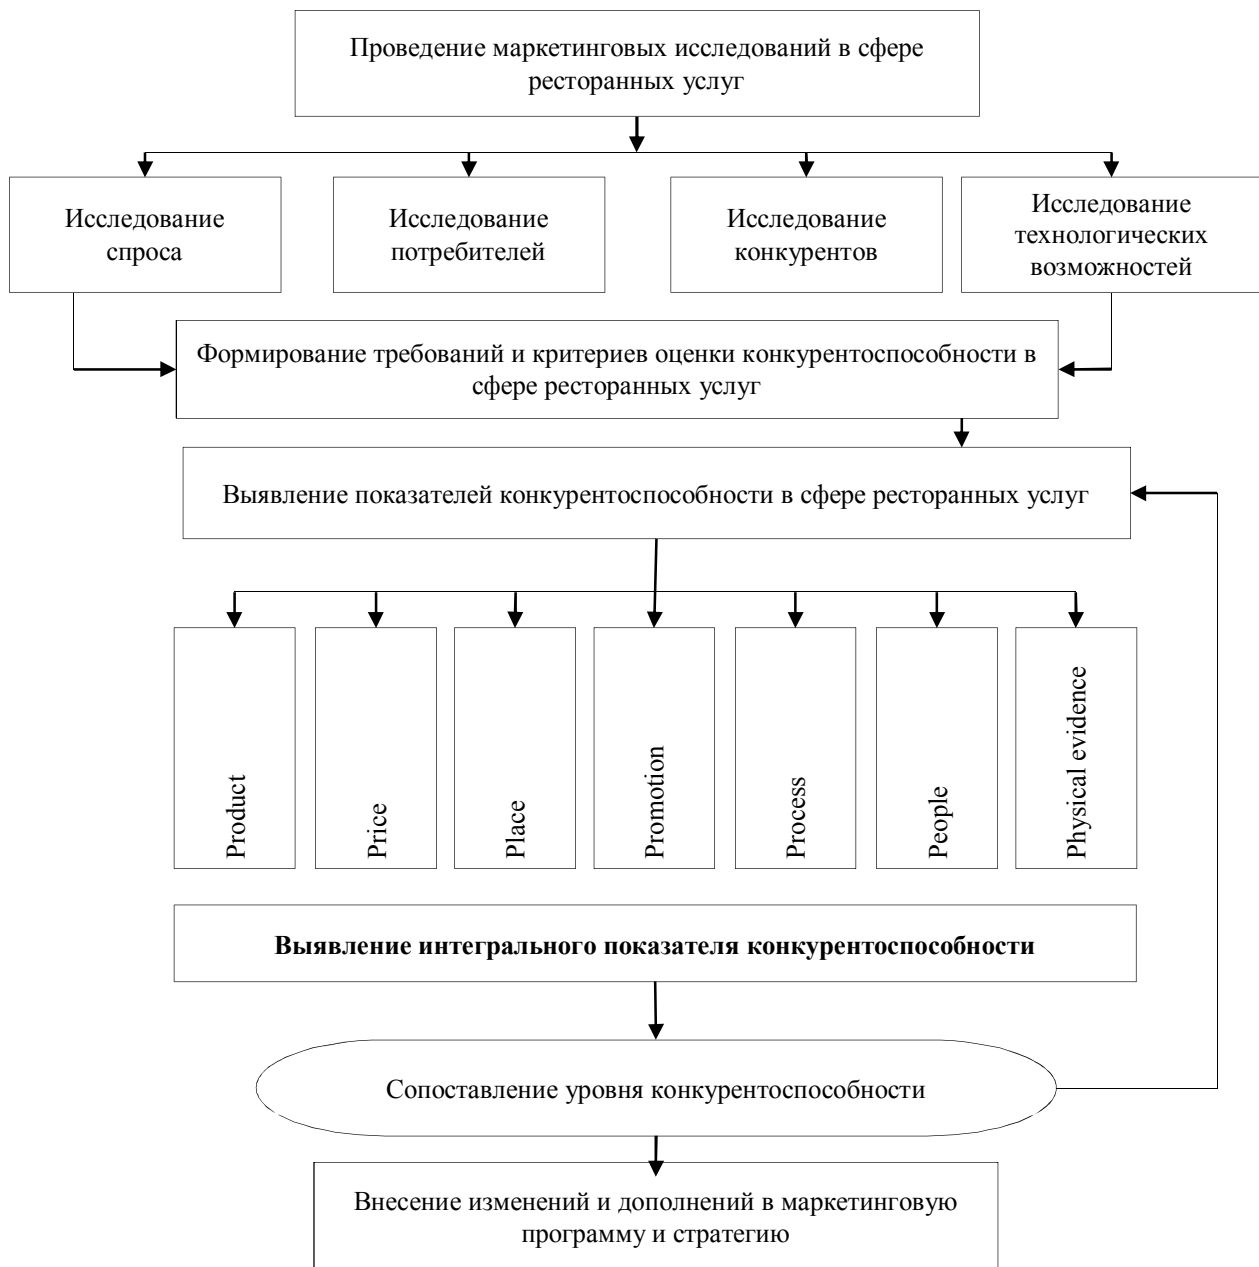 Проведение маркетинговых исследований в сфере
ресторанных услуг
Исследование
спроса
Исследование
потребителей
Исследование
конкурентов
Исследование
технологических
возможностей
Формирование требований и критериев оценки конкурентоспособности в
сфере ресторанных услуг
Выявление показателей конкурентоспособности в сфере ресторанных услуг
Product
Price
Place
Promotion
Process
People
Physical evidence
Выявление интегрального показателя конкурентоспособности
Сопоставление уровня конкурентоспособности
Внесение изменений и дополнений в маркетинговую
программу и стратегию